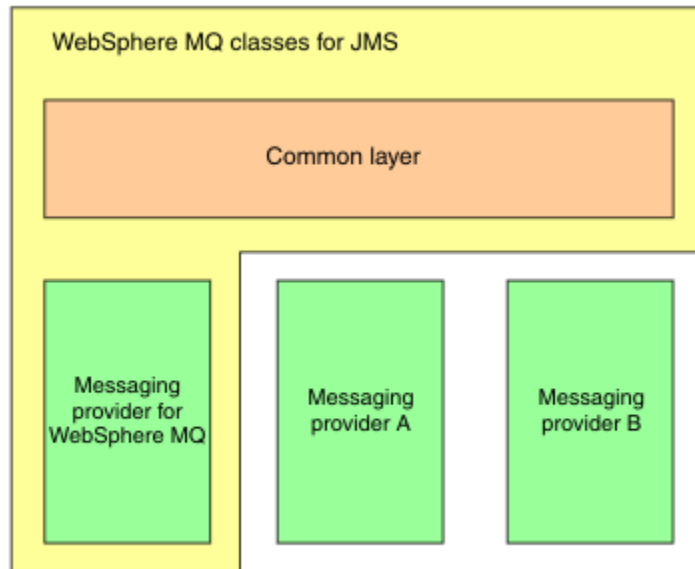 WebSphere MQ classes for JMS
Common layer
Messaging
provider for
WebSphere MQ
Messaging
provider A
Messaging
provider B